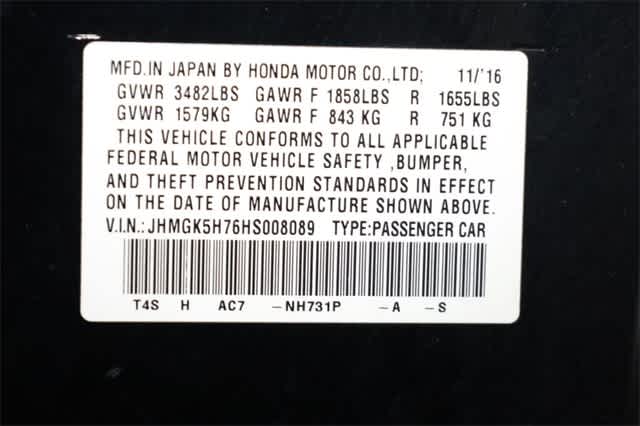 MFD.IN JAPAN BY HONDA MOTOR CO.,LTD; 11/'16
GVWR 3482LBS GAWR F 1858LBS R 1655LBS
GVWR 1579KG GAWR F 843 KG R 751 KG
THIS VEHICLE CONFORMS TO ALL APPLICABLE
FEDERAL MOTOR VEHICLE SAFETY ,BUMPER,
AND THEFT PREVENTION STANDARDS IN EFFECT
ON THE DATE OF MANUFACTURE SHOWN ABOVE.
V.I.N.:JHMGK5H76HS008089 TYPE:PASSENGER CAR
T4S H AC7 -NH731P -A -S